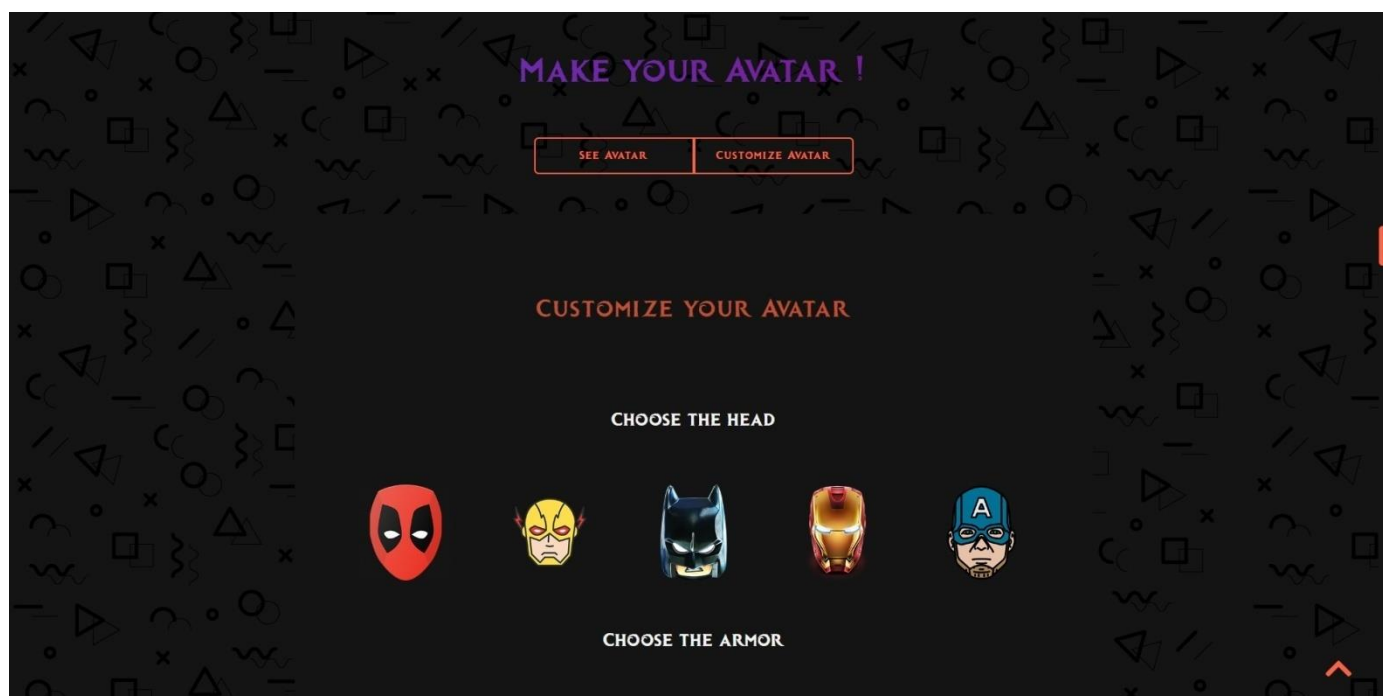 Make your Avatar !
See Avatar
Customize Avatar
Customize your Avatar
Choose the head
A
Choose the armor